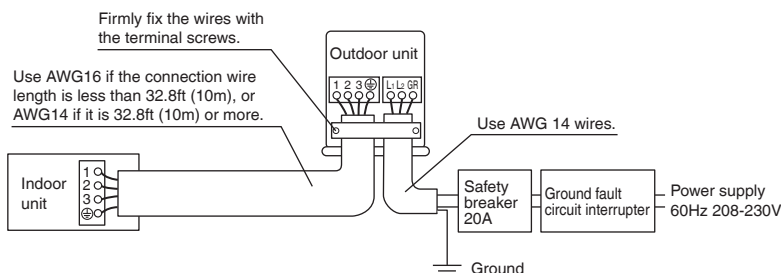 Firmly fix the wires with
the terminal screws.
Outdoor unit
1 2 3
L1 L2 GR
Use AWG16 if the connection wire
length is less than 32.8ft (10m), or
AWG14 if it is 32.8ft (10m) or more.
Use AWG 14 wires.
Indoor
unit
1
2
3
Safety
breaker
20A
Ground fault
circuit interrupter
Power supply
60Hz 208-230V
Ground